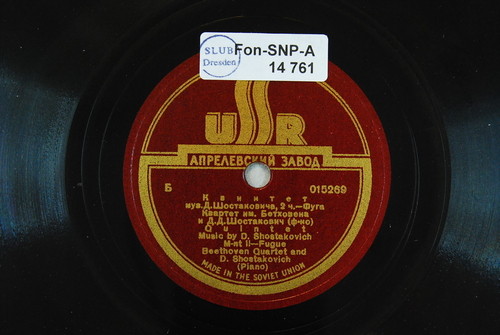 SLUB
Dresden
Fon-SNP-A
14 761
USSR
АПРЕЛЕВСКИЙ ЗАВОД
Б 015269
Квинтет
муз. Д. Шостаковича, 2 ч.—Фуга
Квартет им. Бетховена
и Д. Д. Шостакович (ф-но)
Quintet
Music by D. Shostakovich
M-nt II—Fugue
Beethoven Quartet and
D. Shostakovich
(Piano)
MADE IN THE SOVIET UNION